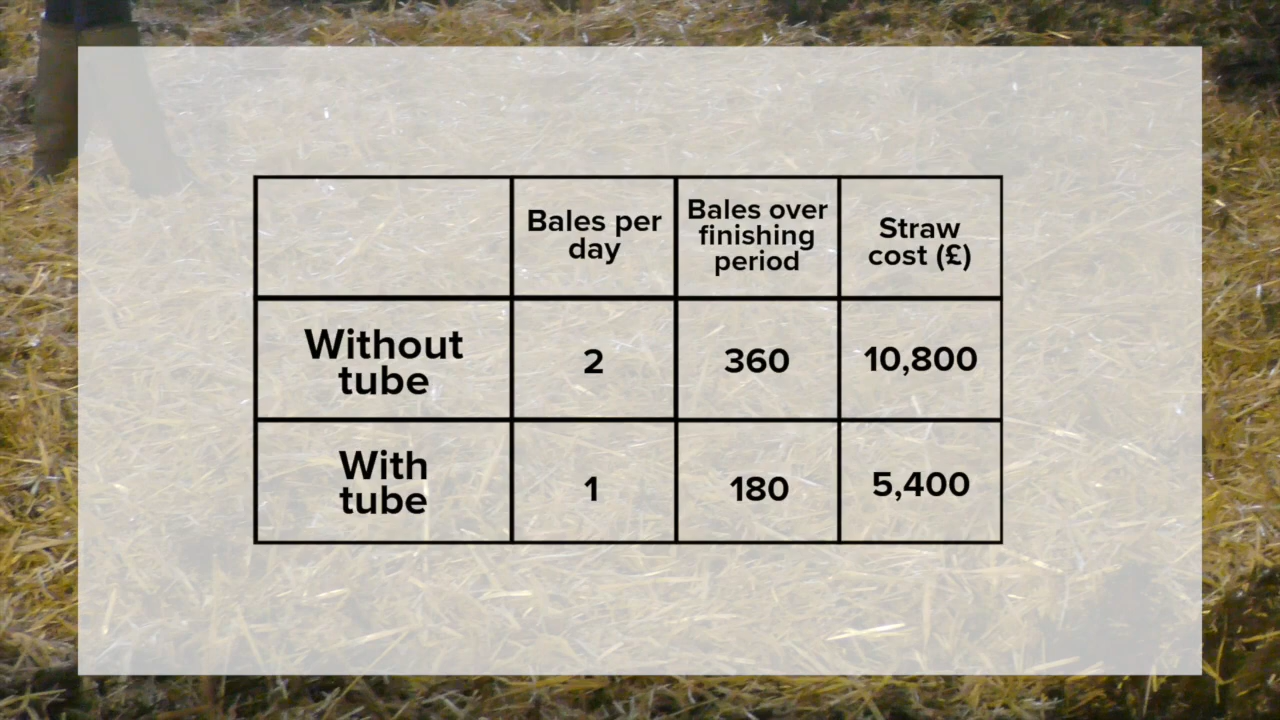 Bales per
day
Bales over
finishing
period
Straw
cost (£)
Without
tube
2
360
10,800
With
tube
1
180
5,400